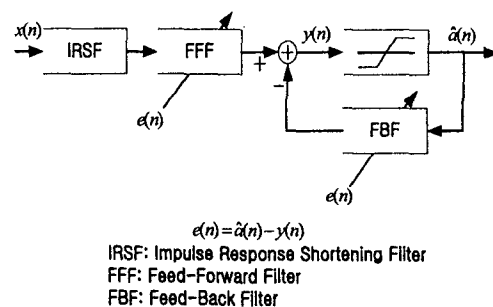 x(n)
IRSF
FFF
+
−
y(n)
â(n)
e(n)
FBF
e(n)
e(n)=â(n)−y(n)
IRSF: Impulse Response Shortening Filter
FFF: Feed-Forward Filter
FBF: Feed-Back Filter